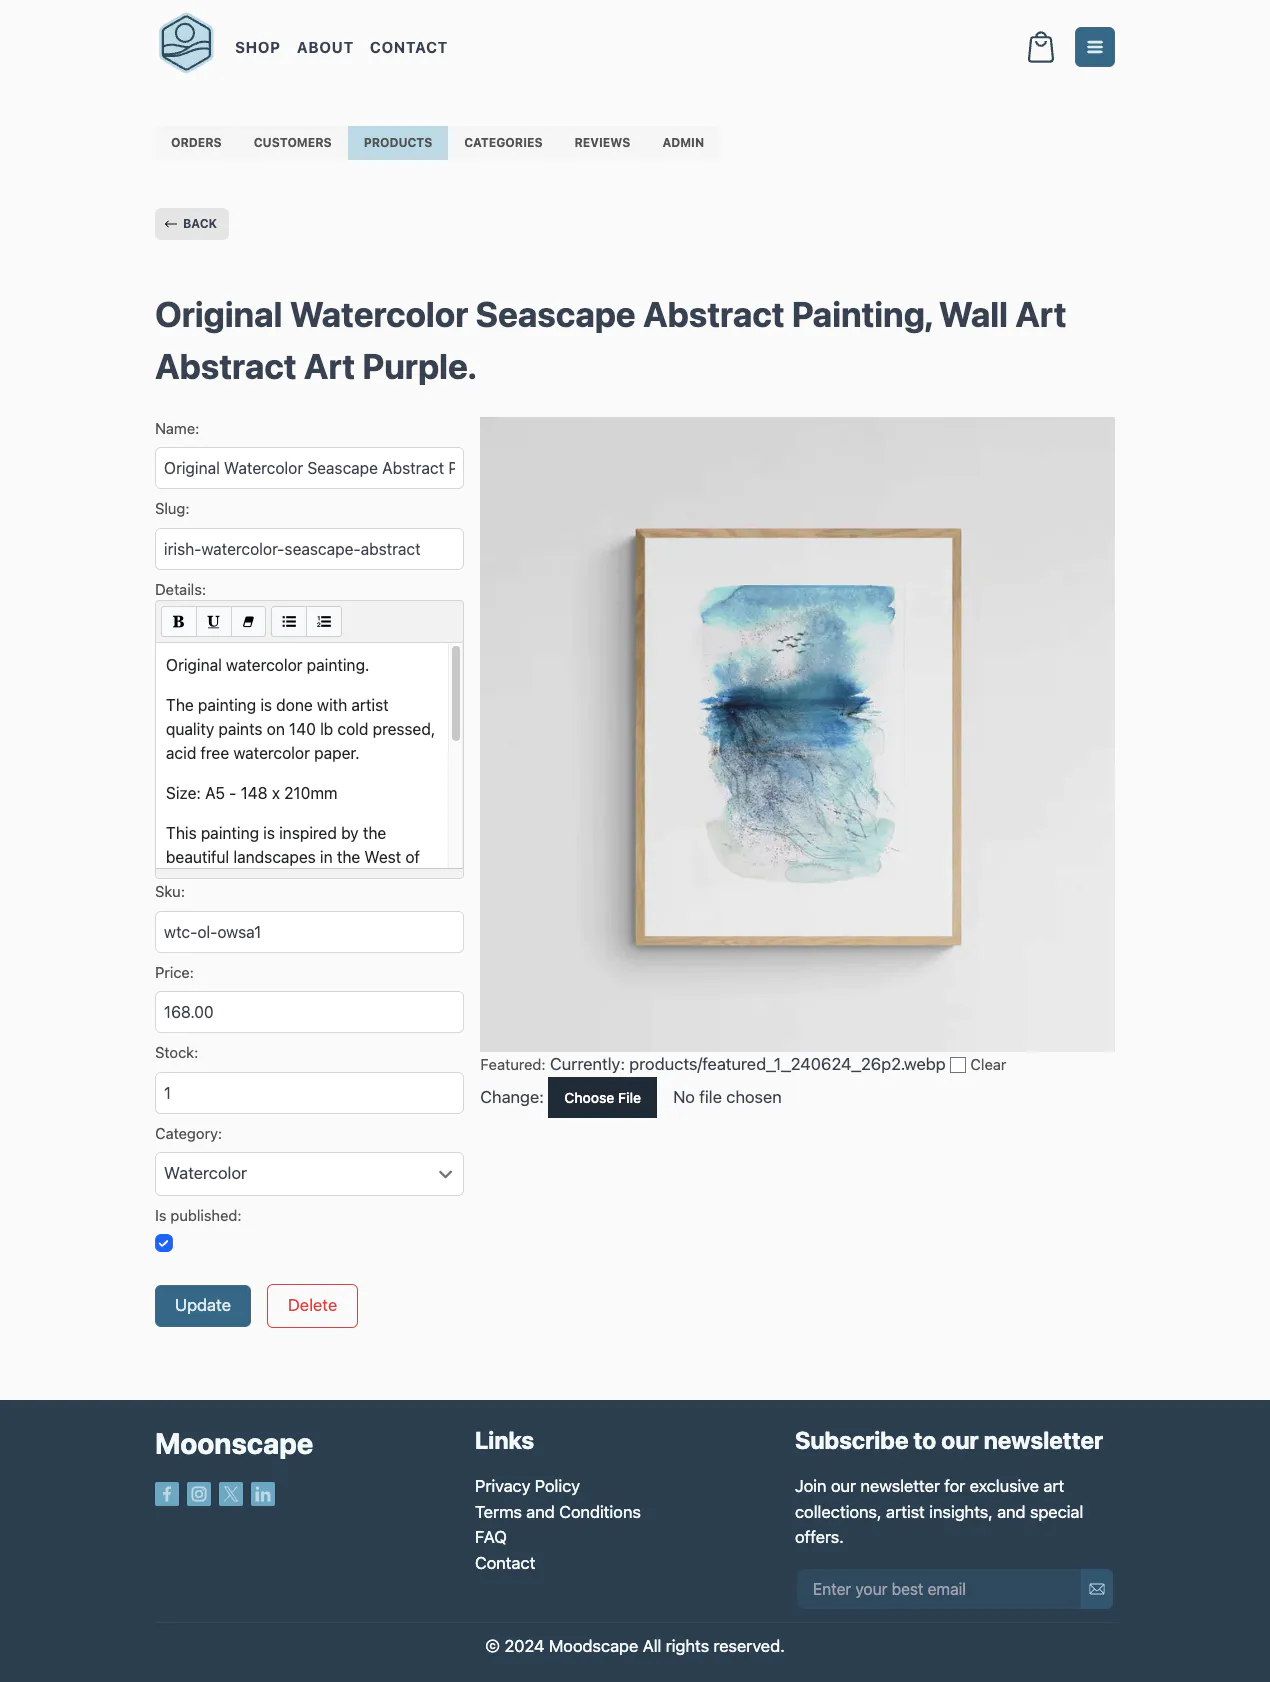 SHOP ABOUT CONTACT
ORDERS CUSTOMERS PRODUCTS CATEGORIES REVIEWS ADMIN
← BACK
Original Watercolor Seascape Abstract Painting, Wall Art
Abstract Art Purple.
Name:
Original Watercolor Seascape Abstract P
Slug:
irish-watercolor-seascape-abstract
Details:
B U
Original watercolor painting.
The painting is done with artist
quality paints on 140 lb cold pressed,
acid free watercolor paper.
Size: A5 - 148 x 210mm
This painting is inspired by the
beautiful landscapes in the West of
Sku:
wtc-ol-owsa1
Price:
168.00
Stock:
1
Category:
Watercolor
Is published:
Update Delete
Featured: Currently: products/featured_1_240624_26p2.webp Clear
Change: Choose File No file chosen
Moonscape
Links
Privacy Policy
Terms and Conditions
FAQ
Contact
Subscribe to our newsletter
Join our newsletter for exclusive art
collections, artist insights, and special
offers.
Enter your best email
© 2024 Moodscape All rights reserved.